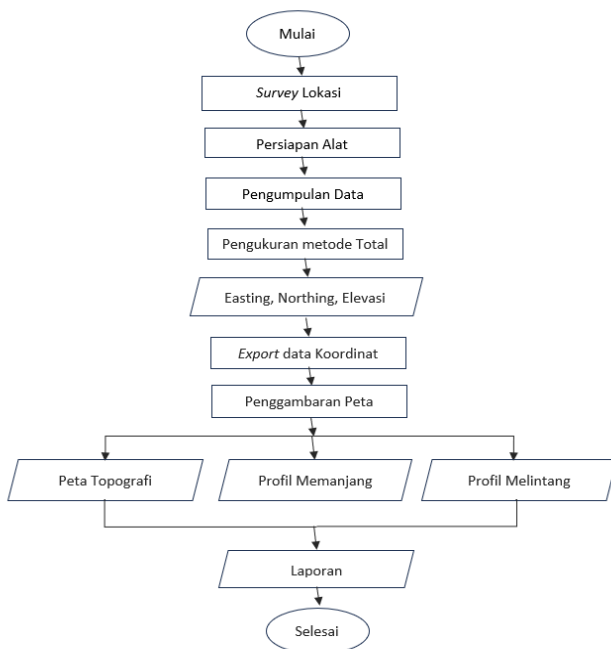 Mulai
Survey Lokasi
Persiapan Alat
Pengumpulan Data
Pengukuran metode Total
Easting, Northing, Elevasi
Export data Koordinat
Penggambaran Peta
Peta Topografi
Profil Memanjang
Profil Melintang
Laporan
Selesai